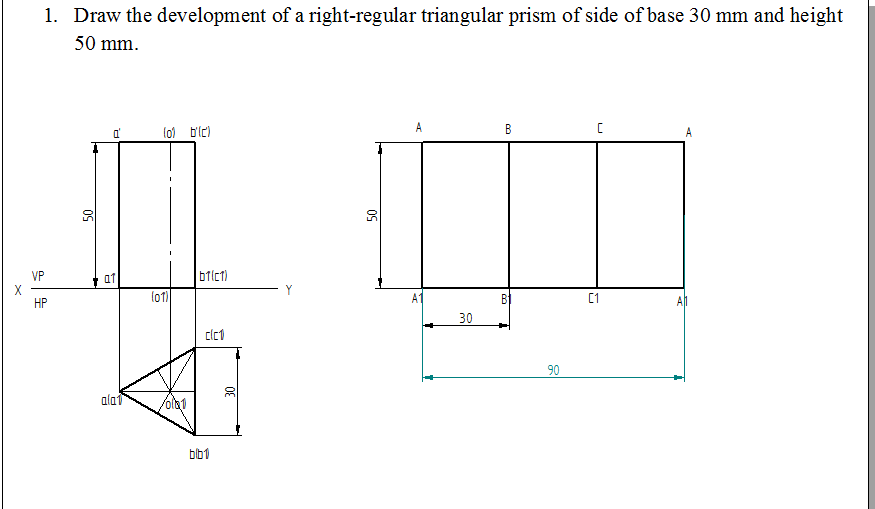 1. Draw the development of a right-regular triangular prism of side of base 30 mm and height
50 mm.
a' (o') b'(c')
A B C A
50
50
VP
X Y
HP
a1 b1(c1)
(o1)
A1 B1 C1 A1
30
c(c1)
90
30
a(a1) o(o1)
b(b1)